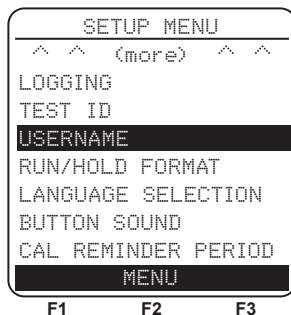 SETUP MENU
^ ^ (more) ^ ^
LOGGING
TEST ID
USERNAME
RUN/HOLD FORMAT
LANGUAGE SELECTION
BUTTON SOUND
CAL REMINDER PERIOD
MENU
F1 F2 F3